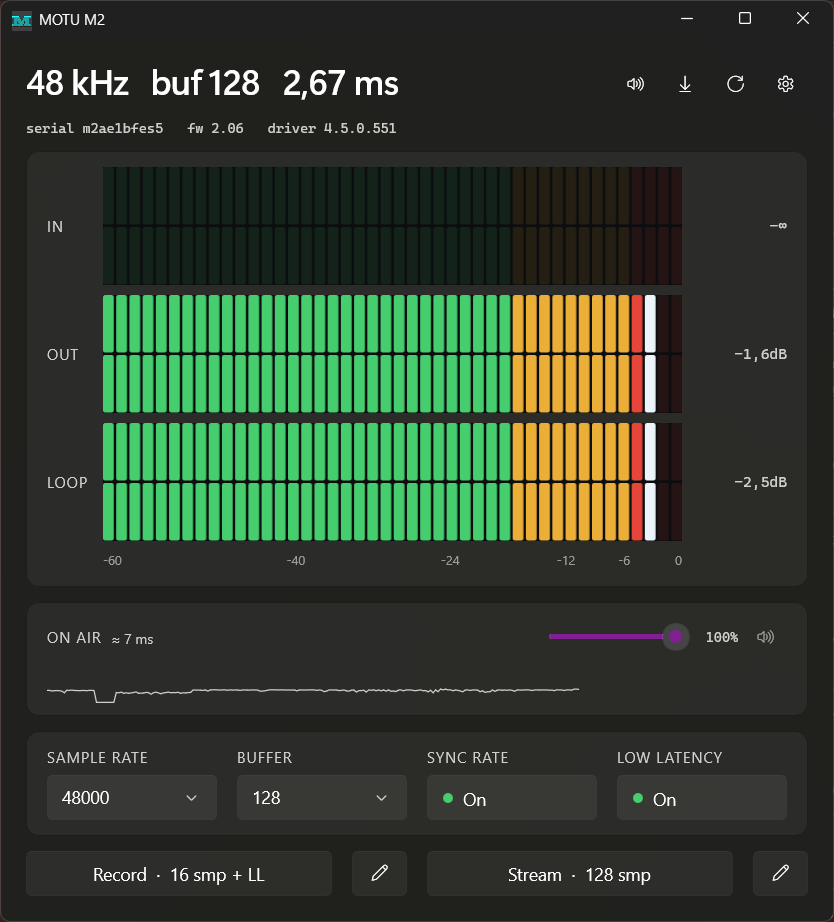 MOTU M2
48 kHz buf 128 2,67 ms
serial m2ae1bfes5 fw 2.06 driver 4.5.0.551
IN -∞
OUT -1,6dB
LOOP -2,5dB
-60 -40 -24 -12 -6 0
ON AIR ≈ 7 ms 100%
SAMPLE RATE BUFFER SYNC RATE LOW LATENCY
48000 128 On On
Record · 16 smp + LL Stream · 128 smp